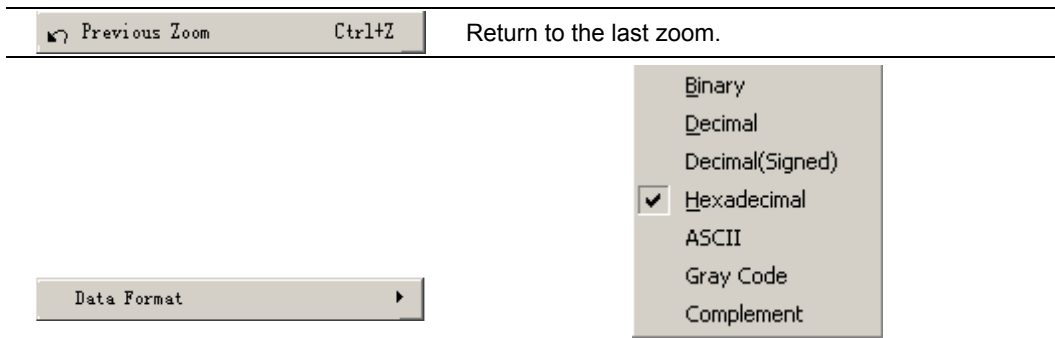 Previous Zoom Ctrl+Z Return to the last zoom.
Binary
Decimal
Decimal(Signed)
Hexadecimal
ASCII
Gray Code
Data Format
Complement